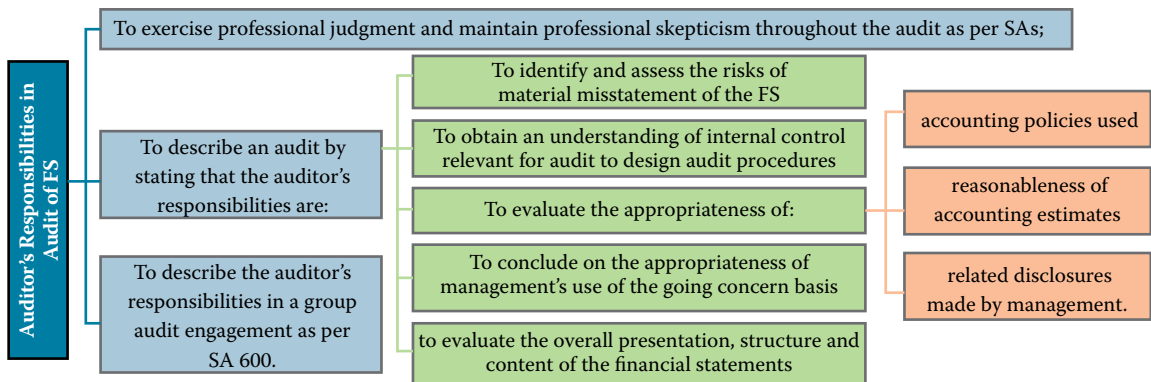 Auditor's Responsibilities in
Audit of FS
To exercise professional judgment and maintain professional skepticism throughout the audit as per SAs;
To describe an audit by
stating that the auditor's
responsibilities are:
To identify and assess the risks of
material misstatement of the FS
To obtain an understanding of internal control
relevant for audit to design audit procedures
To evaluate the appropriateness of:
accounting policies used
reasonableness of
accounting estimates
related disclosures
made by management.
To conclude on the appropriateness of
management's use of the going concern basis
to evaluate the overall presentation, structure and
content of the financial statements
To describe the auditor's
responsibilities in a group
audit engagement as per
SA 600.